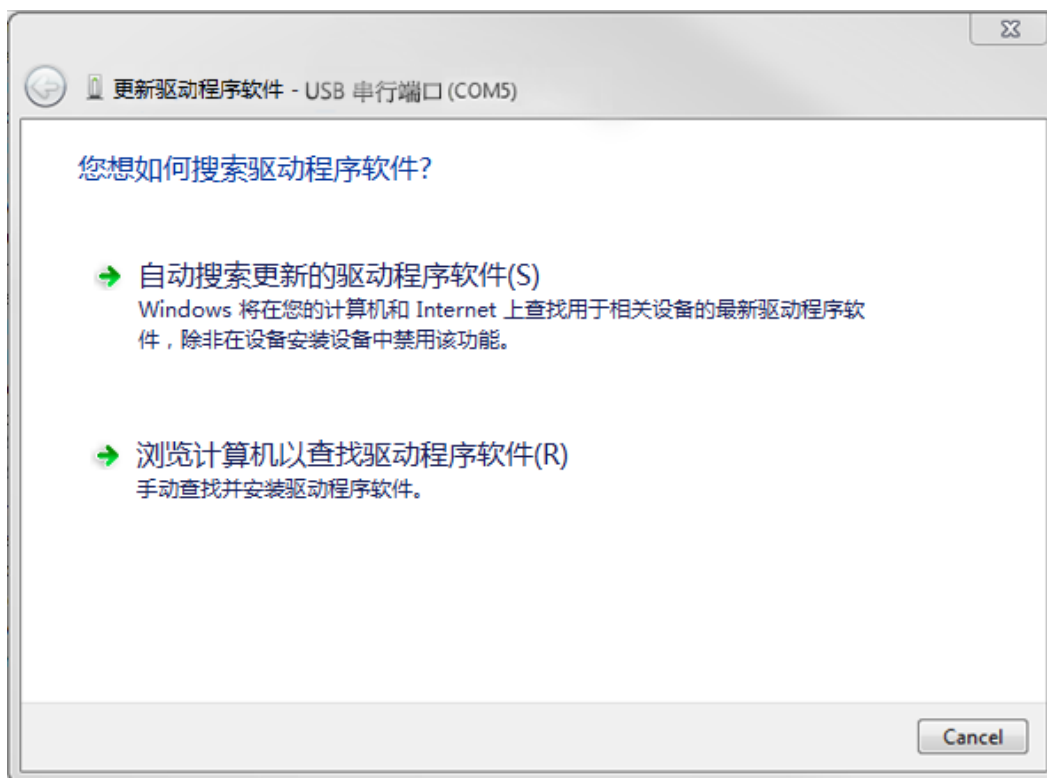 更新驱动程序软件 - USB 串行端口 (COM5)
您想如何搜索驱动程序软件?
自动搜索更新的驱动程序软件(S)
Windows 将在您的计算机和 Internet 上查找用于相关设备的最新驱动程序软
件，除非在设备安装设备中禁用该功能。
浏览计算机以查找驱动程序软件(R)
手动查找并安装驱动程序软件。
Cancel